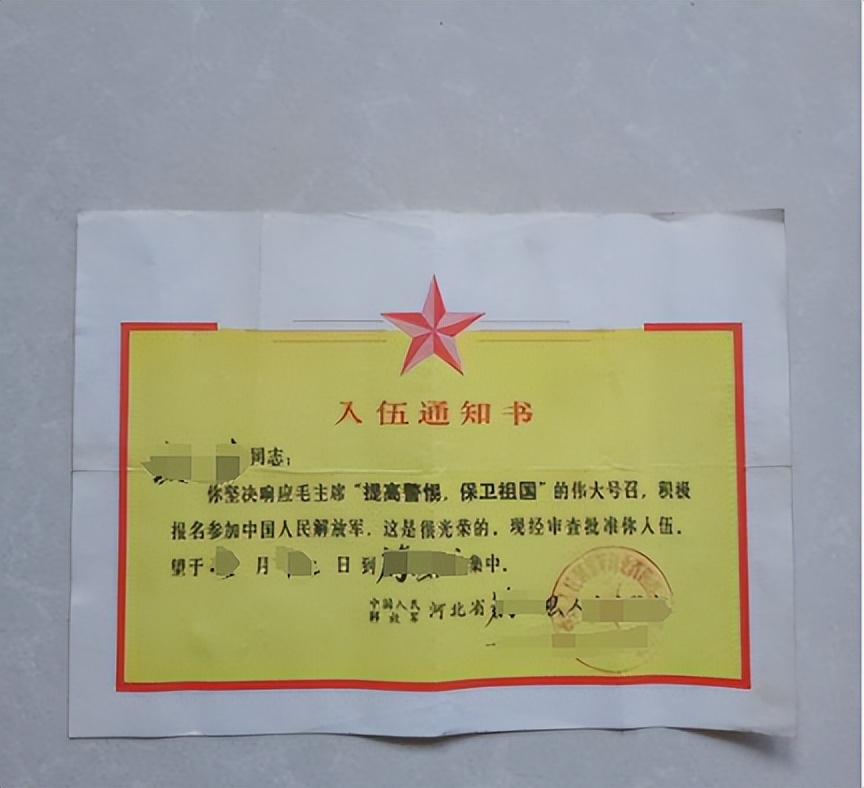 入伍通知书
同志：
你坚决响应毛主席“提高警惕，保卫祖国”的伟大号召，积极
报名参加中国人民解放军，这是很光荣的。现经审查批准你入伍。
望于 月 日到 集中。
中国人民解放军 河北省 县人